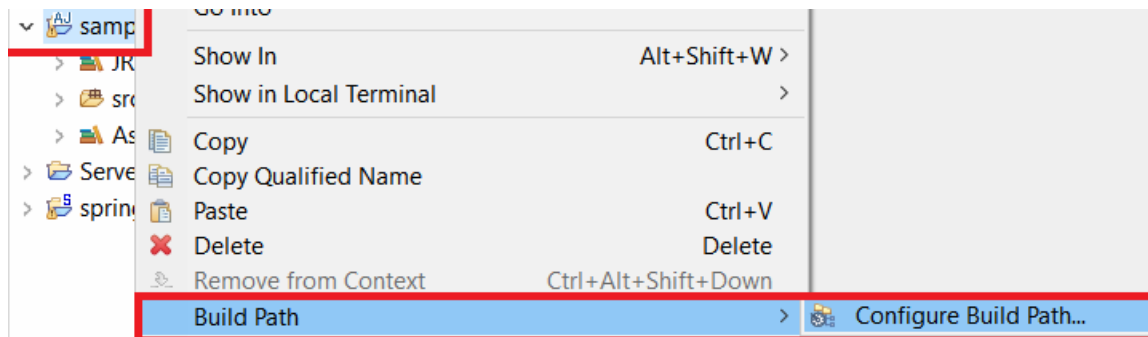 Go Into
AJ samp
Show In Alt+Shift+W >
JR
Show in Local Terminal >
src
As
Copy Ctrl+C
Serve
Copy Qualified Name
S spring
Paste Ctrl+V
Delete Delete
Remove from Context Ctrl+Alt+Shift+Down
Build Path > Configure Build Path...